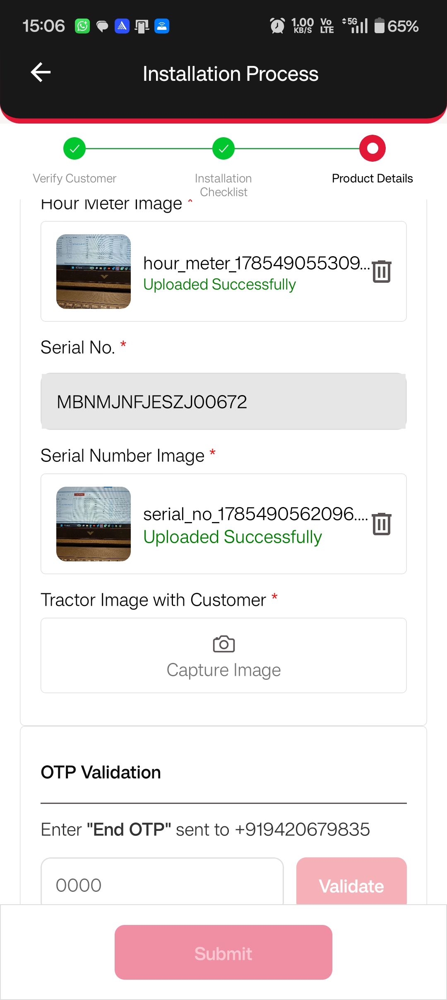 15:06
1.00 KB/S
Vo LTE
5G
65%
Installation Process
Verify Customer
Installation Checklist
Product Details
Hour Meter Image *
hour_meter_178549055309...
Uploaded Successfully
Serial No. *
MBNMJNFJESZJ00672
Serial Number Image *
serial_no_1785490562096....
Uploaded Successfully
Tractor Image with Customer *
Capture Image
OTP Validation
Enter "End OTP" sent to +919420679835
0000
Validate
Submit